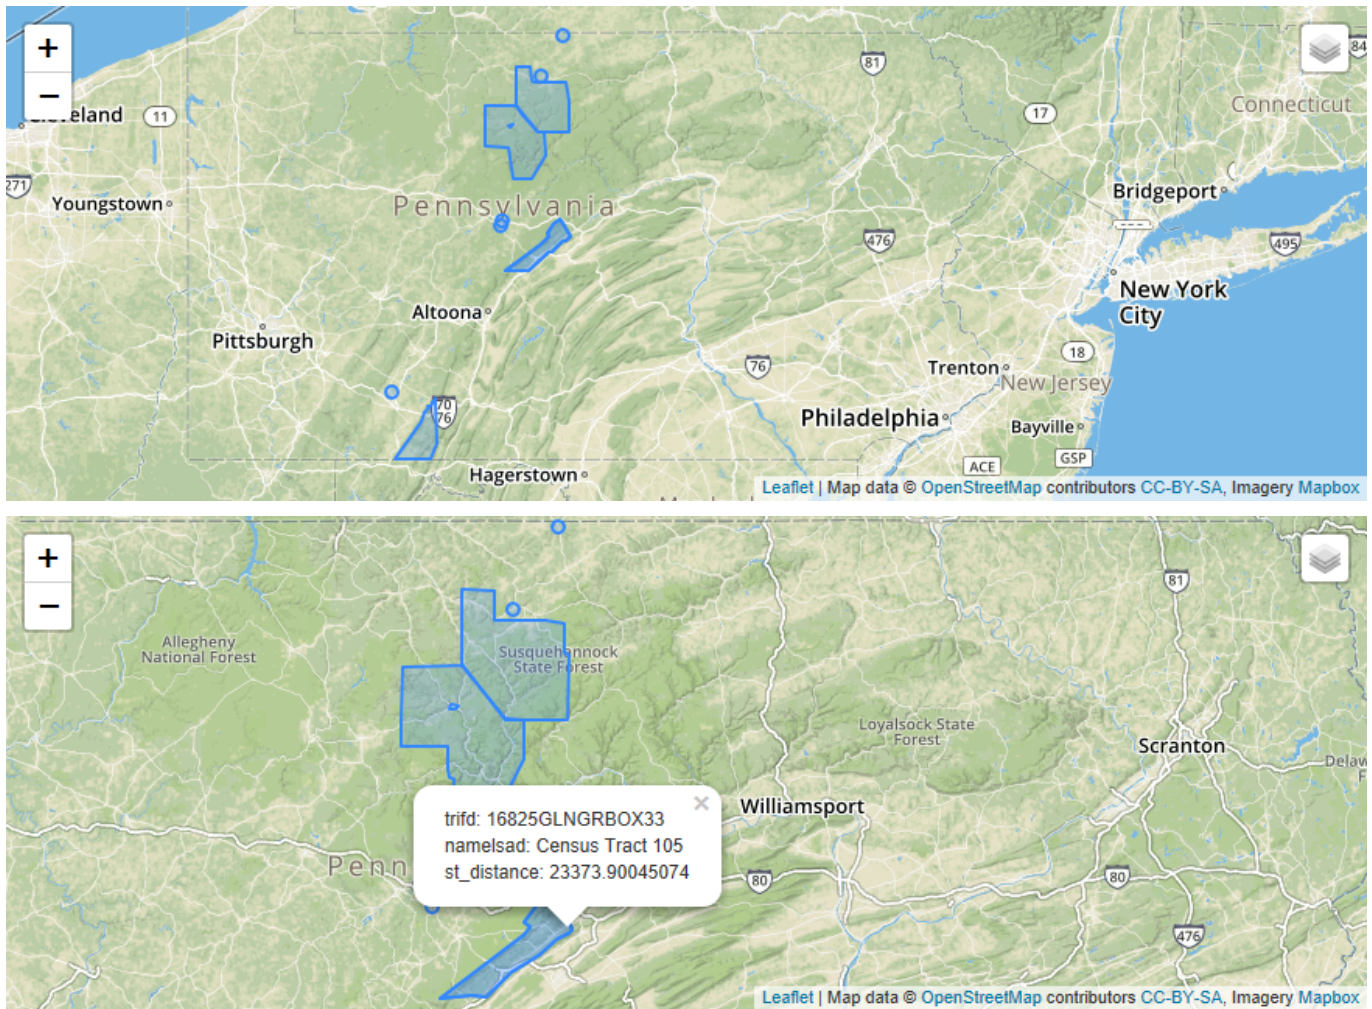 +
−
Cleveland
11
271
Youngstown
Pennsylvania
81
17
84
Connecticut
Bridgeport
476
495
New York
City
Altoona
Pittsburgh
76
18
Trenton
New Jersey
Philadelphia
Bayville
70
76
Hagerstown
ACE
GSP
Leaflet | Map data © OpenStreetMap contributors CC-BY-SA, Imagery Mapbox
+
−
81
Allegheny
National Forest
Susquehannock
State Forest
Loyalsock State
Forest
Scranton
Delaw
Williamsport
trifd: 16825GLNGRBOX33 ×
namelsad: Census Tract 105
st_distance: 23373.90045074
Penn
80
80
476
Leaflet | Map data © OpenStreetMap contributors CC-BY-SA, Imagery Mapbox